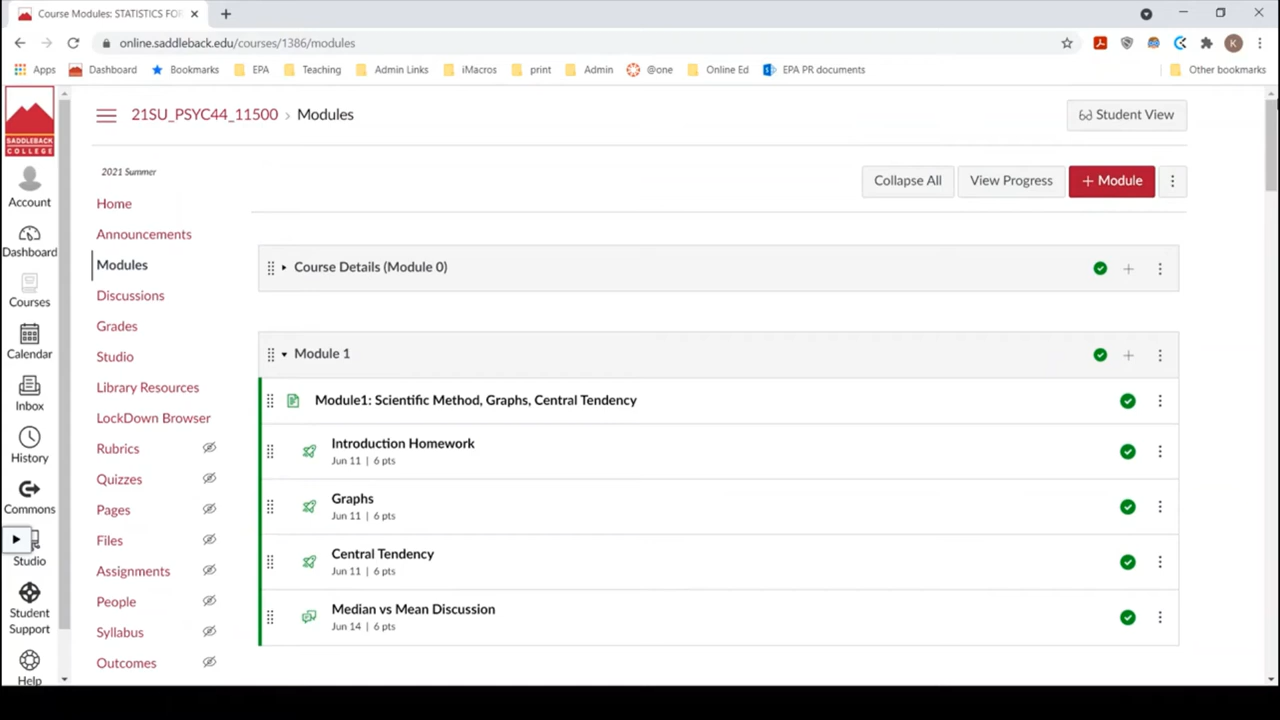 Course Modules: STATISTICS FO
online.saddleback.edu/courses/1386/modules
K
Apps Dashboard Bookmarks EPA Teaching Admin Links iMacros print Admin @one Online Ed EPA PR documents Other bookmarks
SADDLEBACK
COLLEGE
Account
Dashboard
Courses
Calendar
Inbox
History
Commons
Studio
Student
Support
Help
21SU_PSYC44_11500 › Modules
Student View
2021 Summer
Home
Announcements
Modules
Discussions
Grades
Studio
Library Resources
LockDown Browser
Rubrics
Quizzes
Pages
Files
Assignments
People
Syllabus
Outcomes
Collapse All View Progress + Module
Course Details (Module 0)
Module 1
Module1: Scientific Method, Graphs, Central Tendency
Introduction Homework
Jun 11 | 6 pts
Graphs
Jun 11 | 6 pts
Central Tendency
Jun 11 | 6 pts
Median vs Mean Discussion
Jun 14 | 6 pts